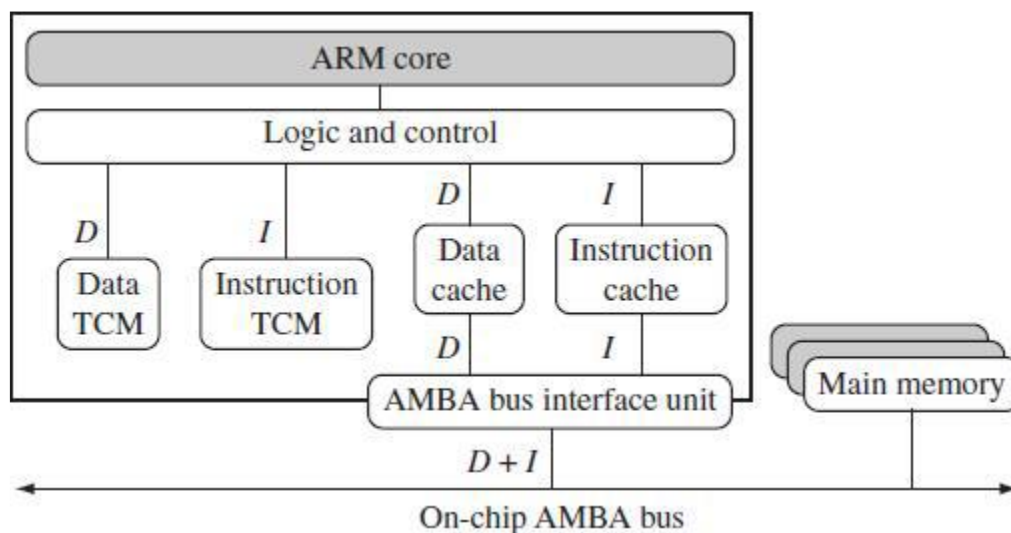 ARM core
Logic and control
D
I
D
I
Data
TCM
Instruction
TCM
Data
cache
Instruction
cache
D
I
AMBA bus interface unit
Main memory
D + I
On-chip AMBA bus